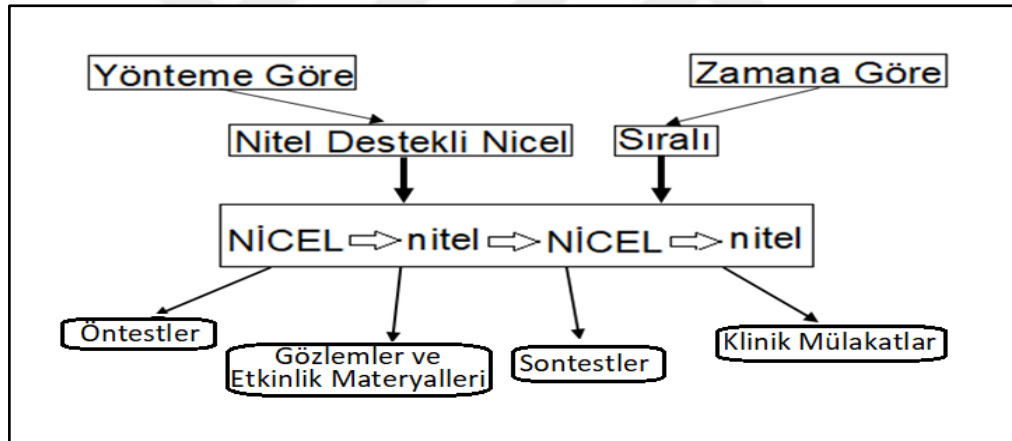 Yönteme Göre
Zamana Göre
Nitel Destekli Nicel
Sıralı
NİCEL ⇨ nitel ⇨ NİCEL ⇨ nitel
Öntestler
Gözlemler ve
Etkinlik Materyalleri
Sontestler
Klinik Mülakatlar